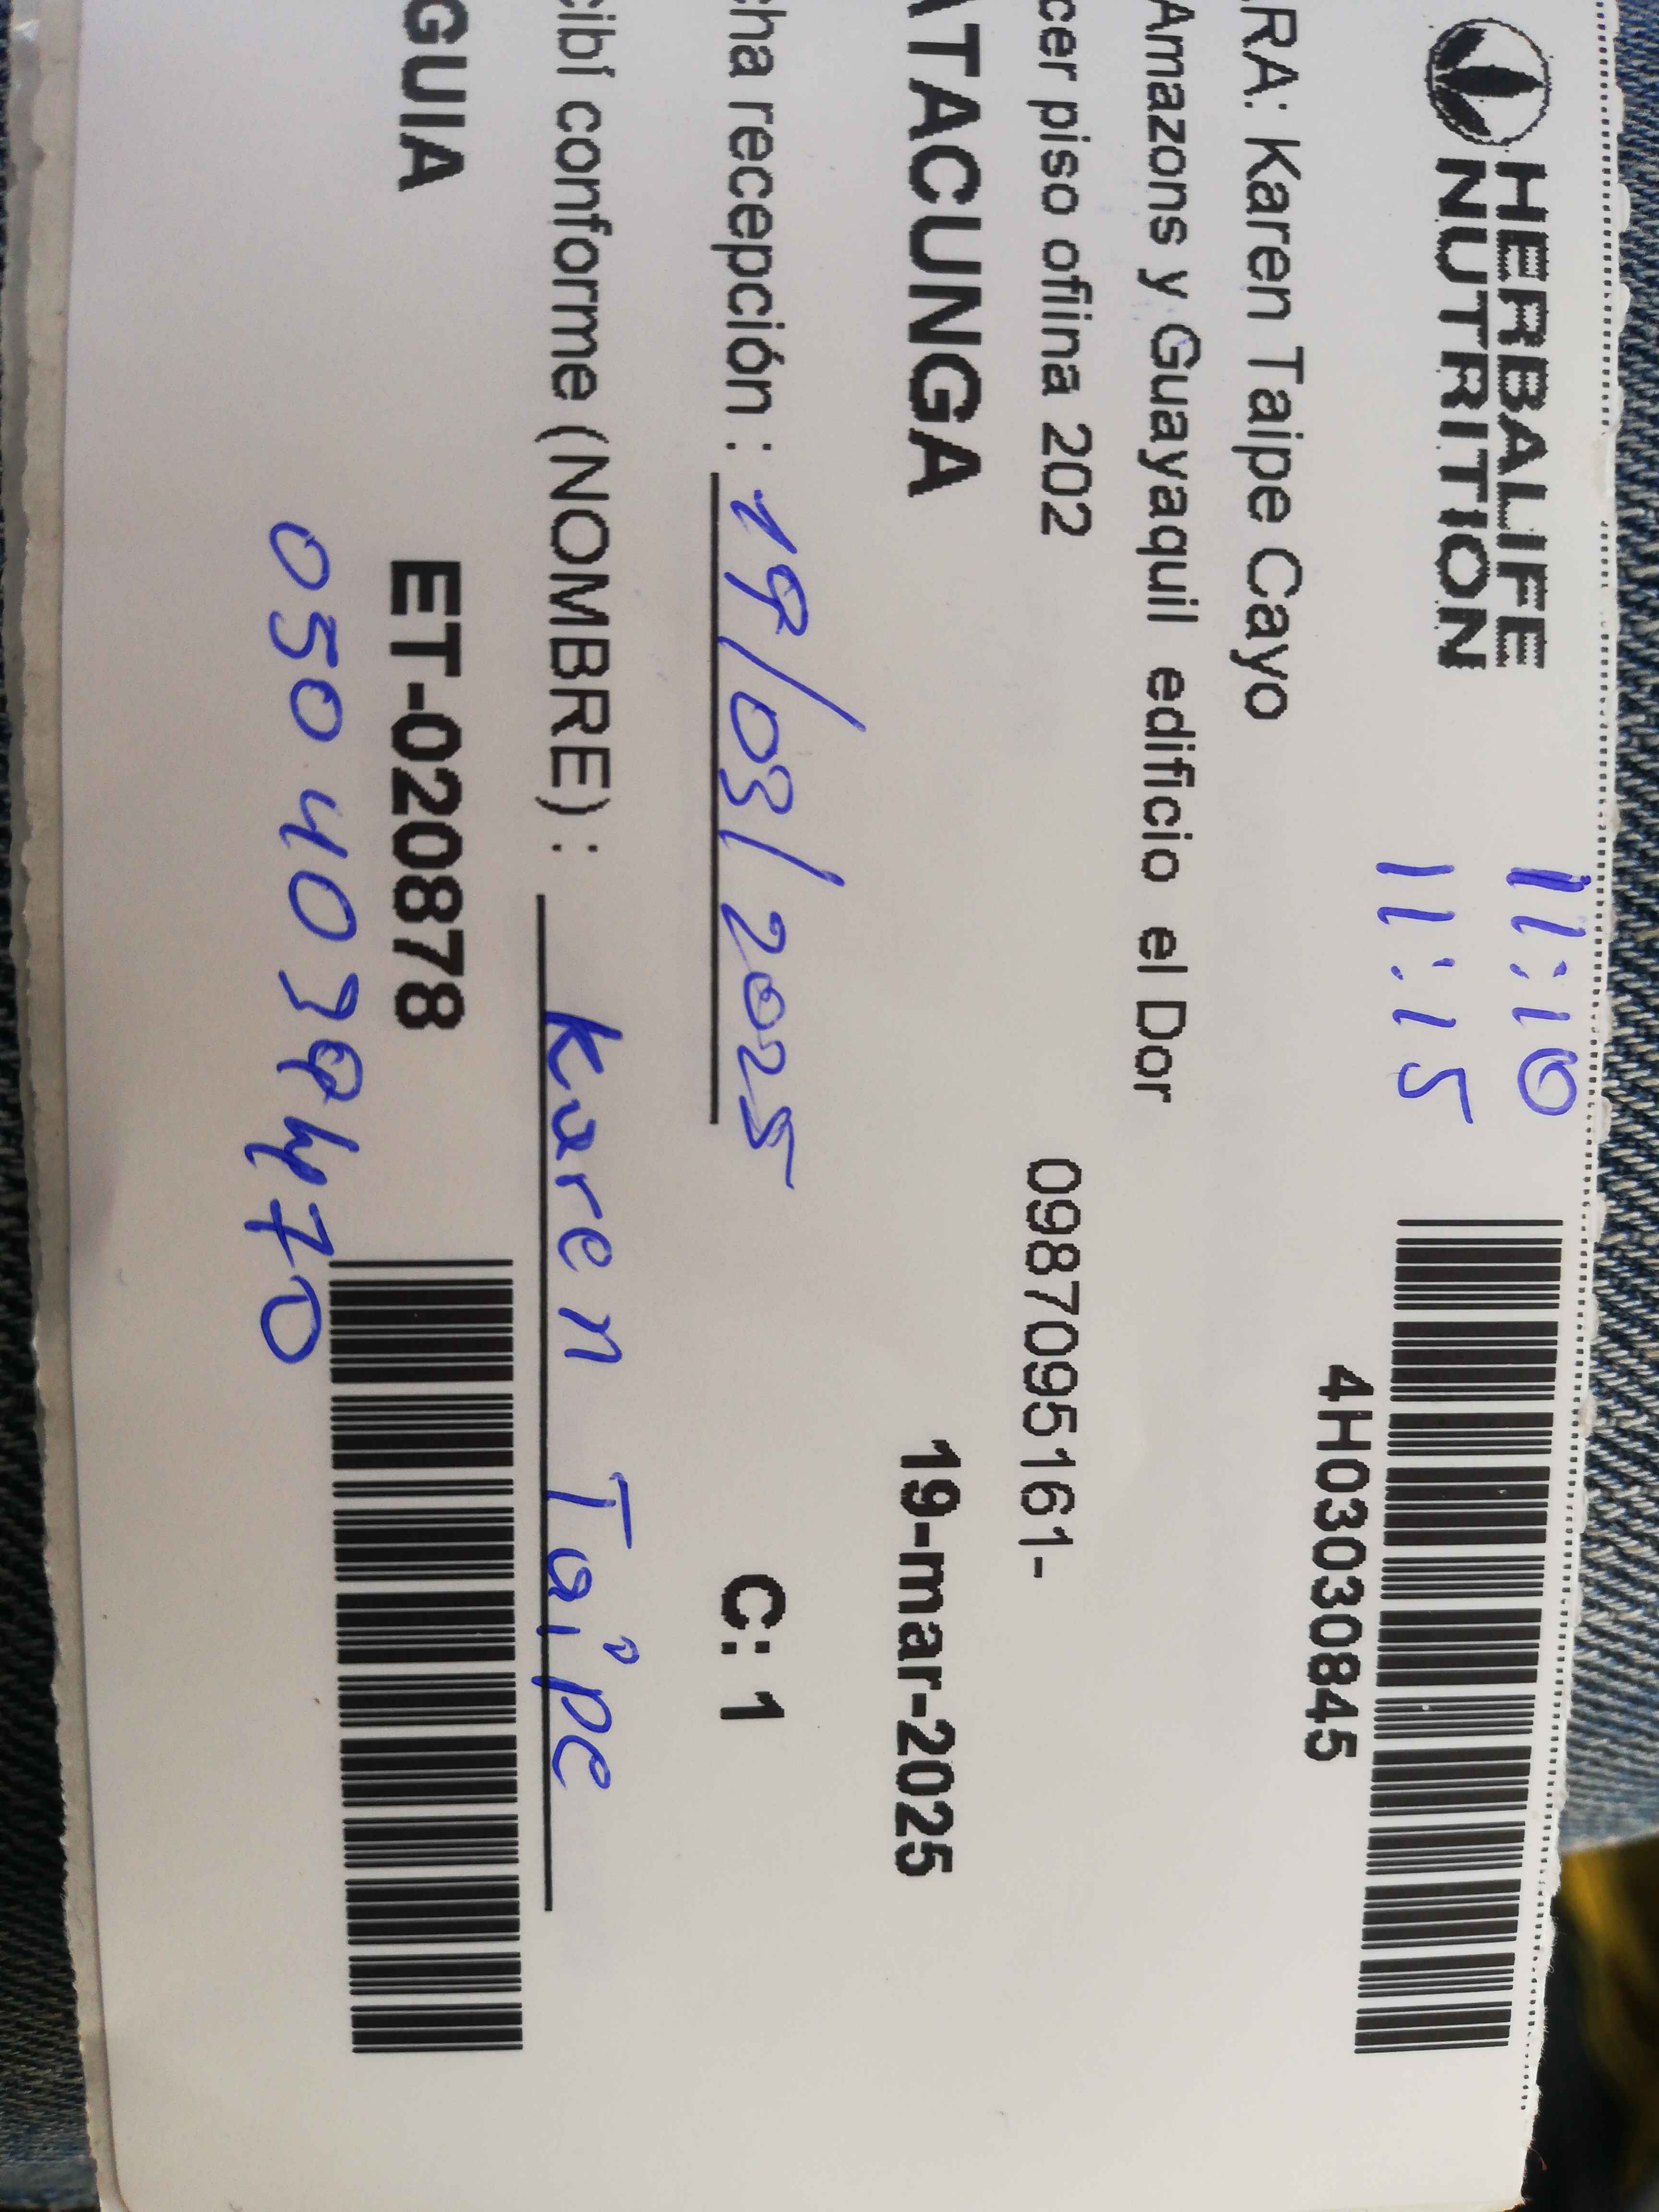 HERBALIFE
NUTRITION
11:10
11:15
4H03030845
RA: Karen Taipe Cayo
Amazons y Guayaquil edificio el Dor
cer piso ofiina 202 0987095161-
ATACUNGA 19-mar-2025
cha recepción : 19/03/2025 C: 1
cibí conforme (NOMBRE) : Karen Taipe
GUIA ET-020878
0504039470